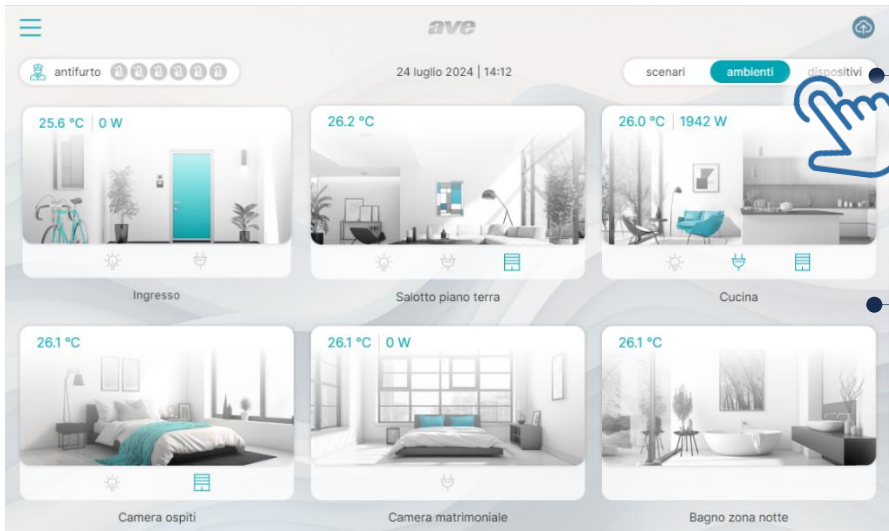 ave
antifurto
24 luglio 2024 | 14:12
scenari
ambienti
dispositivi
25.6 °C | 0 W
26.2 °C
26.0 °C | 1942 W
Ingresso
Salotto piano terra
Cucina
26.1 °C
26.1 °C | 0 W
26.1 °C
Camera ospiti
Camera matrimoniale
Bagno zona notte